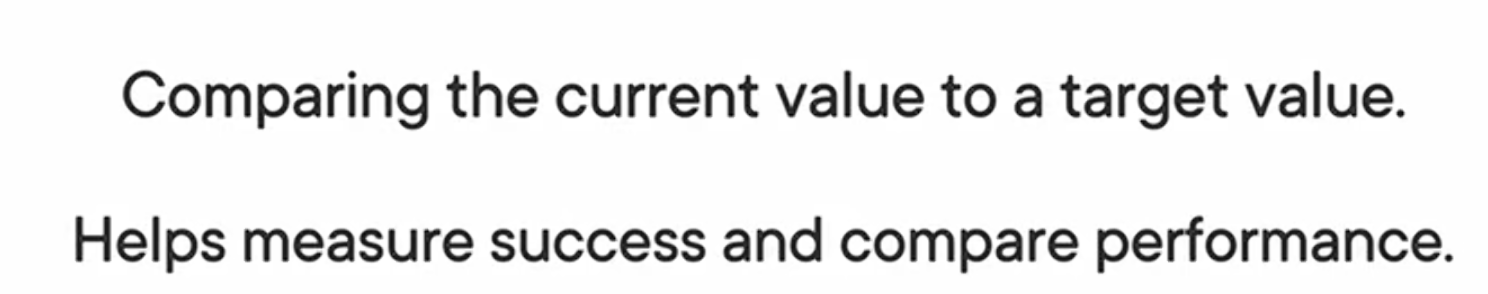 Comparing the current value to a target value.
Helps measure success and compare performance.